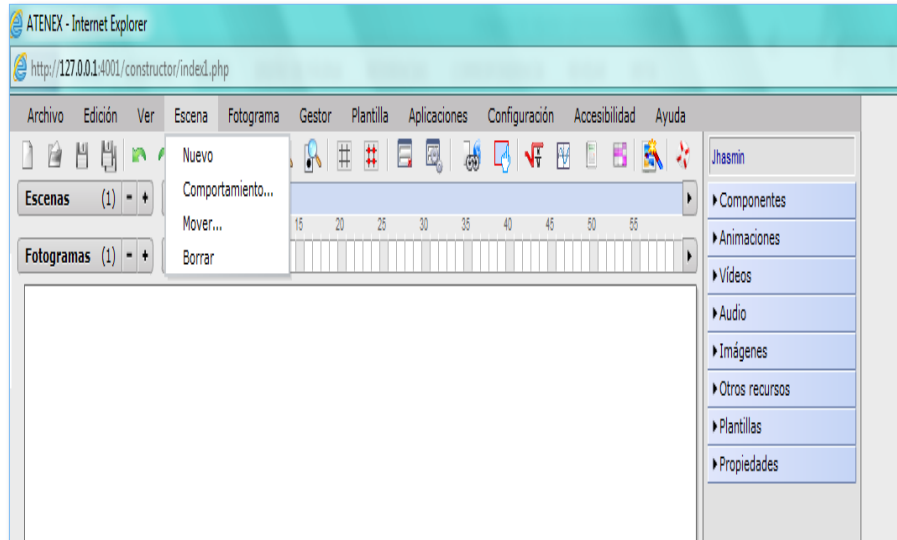 ATENEX - Internet Explorer
http://127.0.0.1:4001/constructor/index1.php
Archivo Edición Ver Escena Fotograma Gestor Plantilla Aplicaciones Configuración Accesibilidad Ayuda
Nuevo
Comportamiento...
Mover...
Borrar
Escenas (1) - +
15 20 25 30 35 40 45 50 55
Fotogramas (1) - +
Jhasmin
Componentes
Animaciones
Vídeos
Audio
Imágenes
Otros recursos
Plantillas
Propiedades